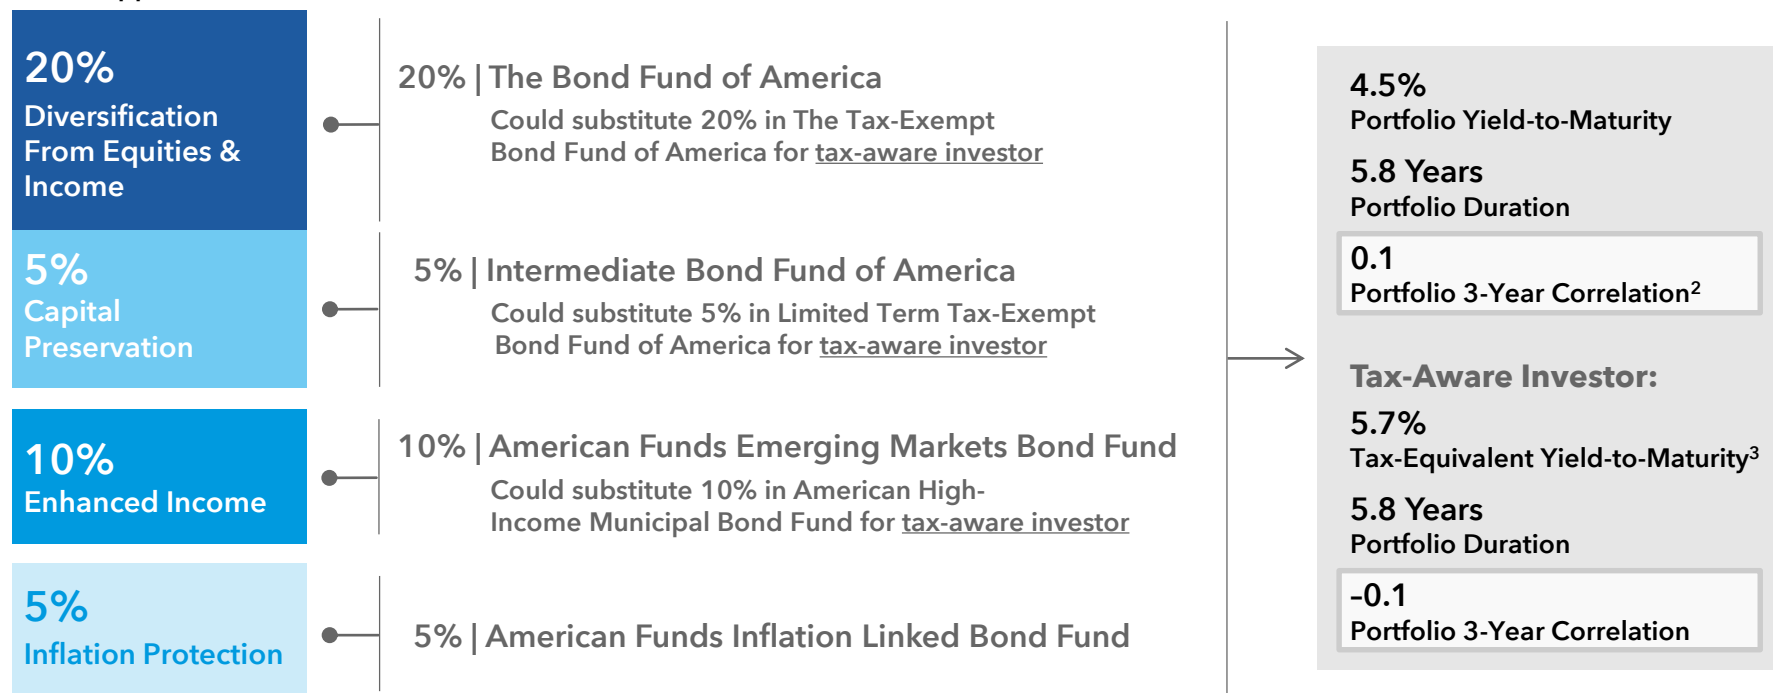 20%
Diversification
From Equities &
Income
20% | The Bond Fund of America
Could substitute 20% in The Tax-Exempt
Bond Fund of America for tax-aware investor
5%
Capital
Preservation
5% | Intermediate Bond Fund of America
Could substitute 5% in Limited Term Tax-Exempt
Bond Fund of America for tax-aware investor
10%
Enhanced Income
10% | American Funds Emerging Markets Bond Fund
Could substitute 10% in American High-
Income Municipal Bond Fund for tax-aware investor
5%
Inflation Protection
5% | American Funds Inflation Linked Bond Fund
4.5%
Portfolio Yield-to-Maturity
5.8 Years
Portfolio Duration
0.1
Portfolio 3-Year Correlation²
Tax-Aware Investor:
5.7%
Tax-Equivalent Yield-to-Maturity³
5.8 Years
Portfolio Duration
–0.1
Portfolio 3-Year Correlation